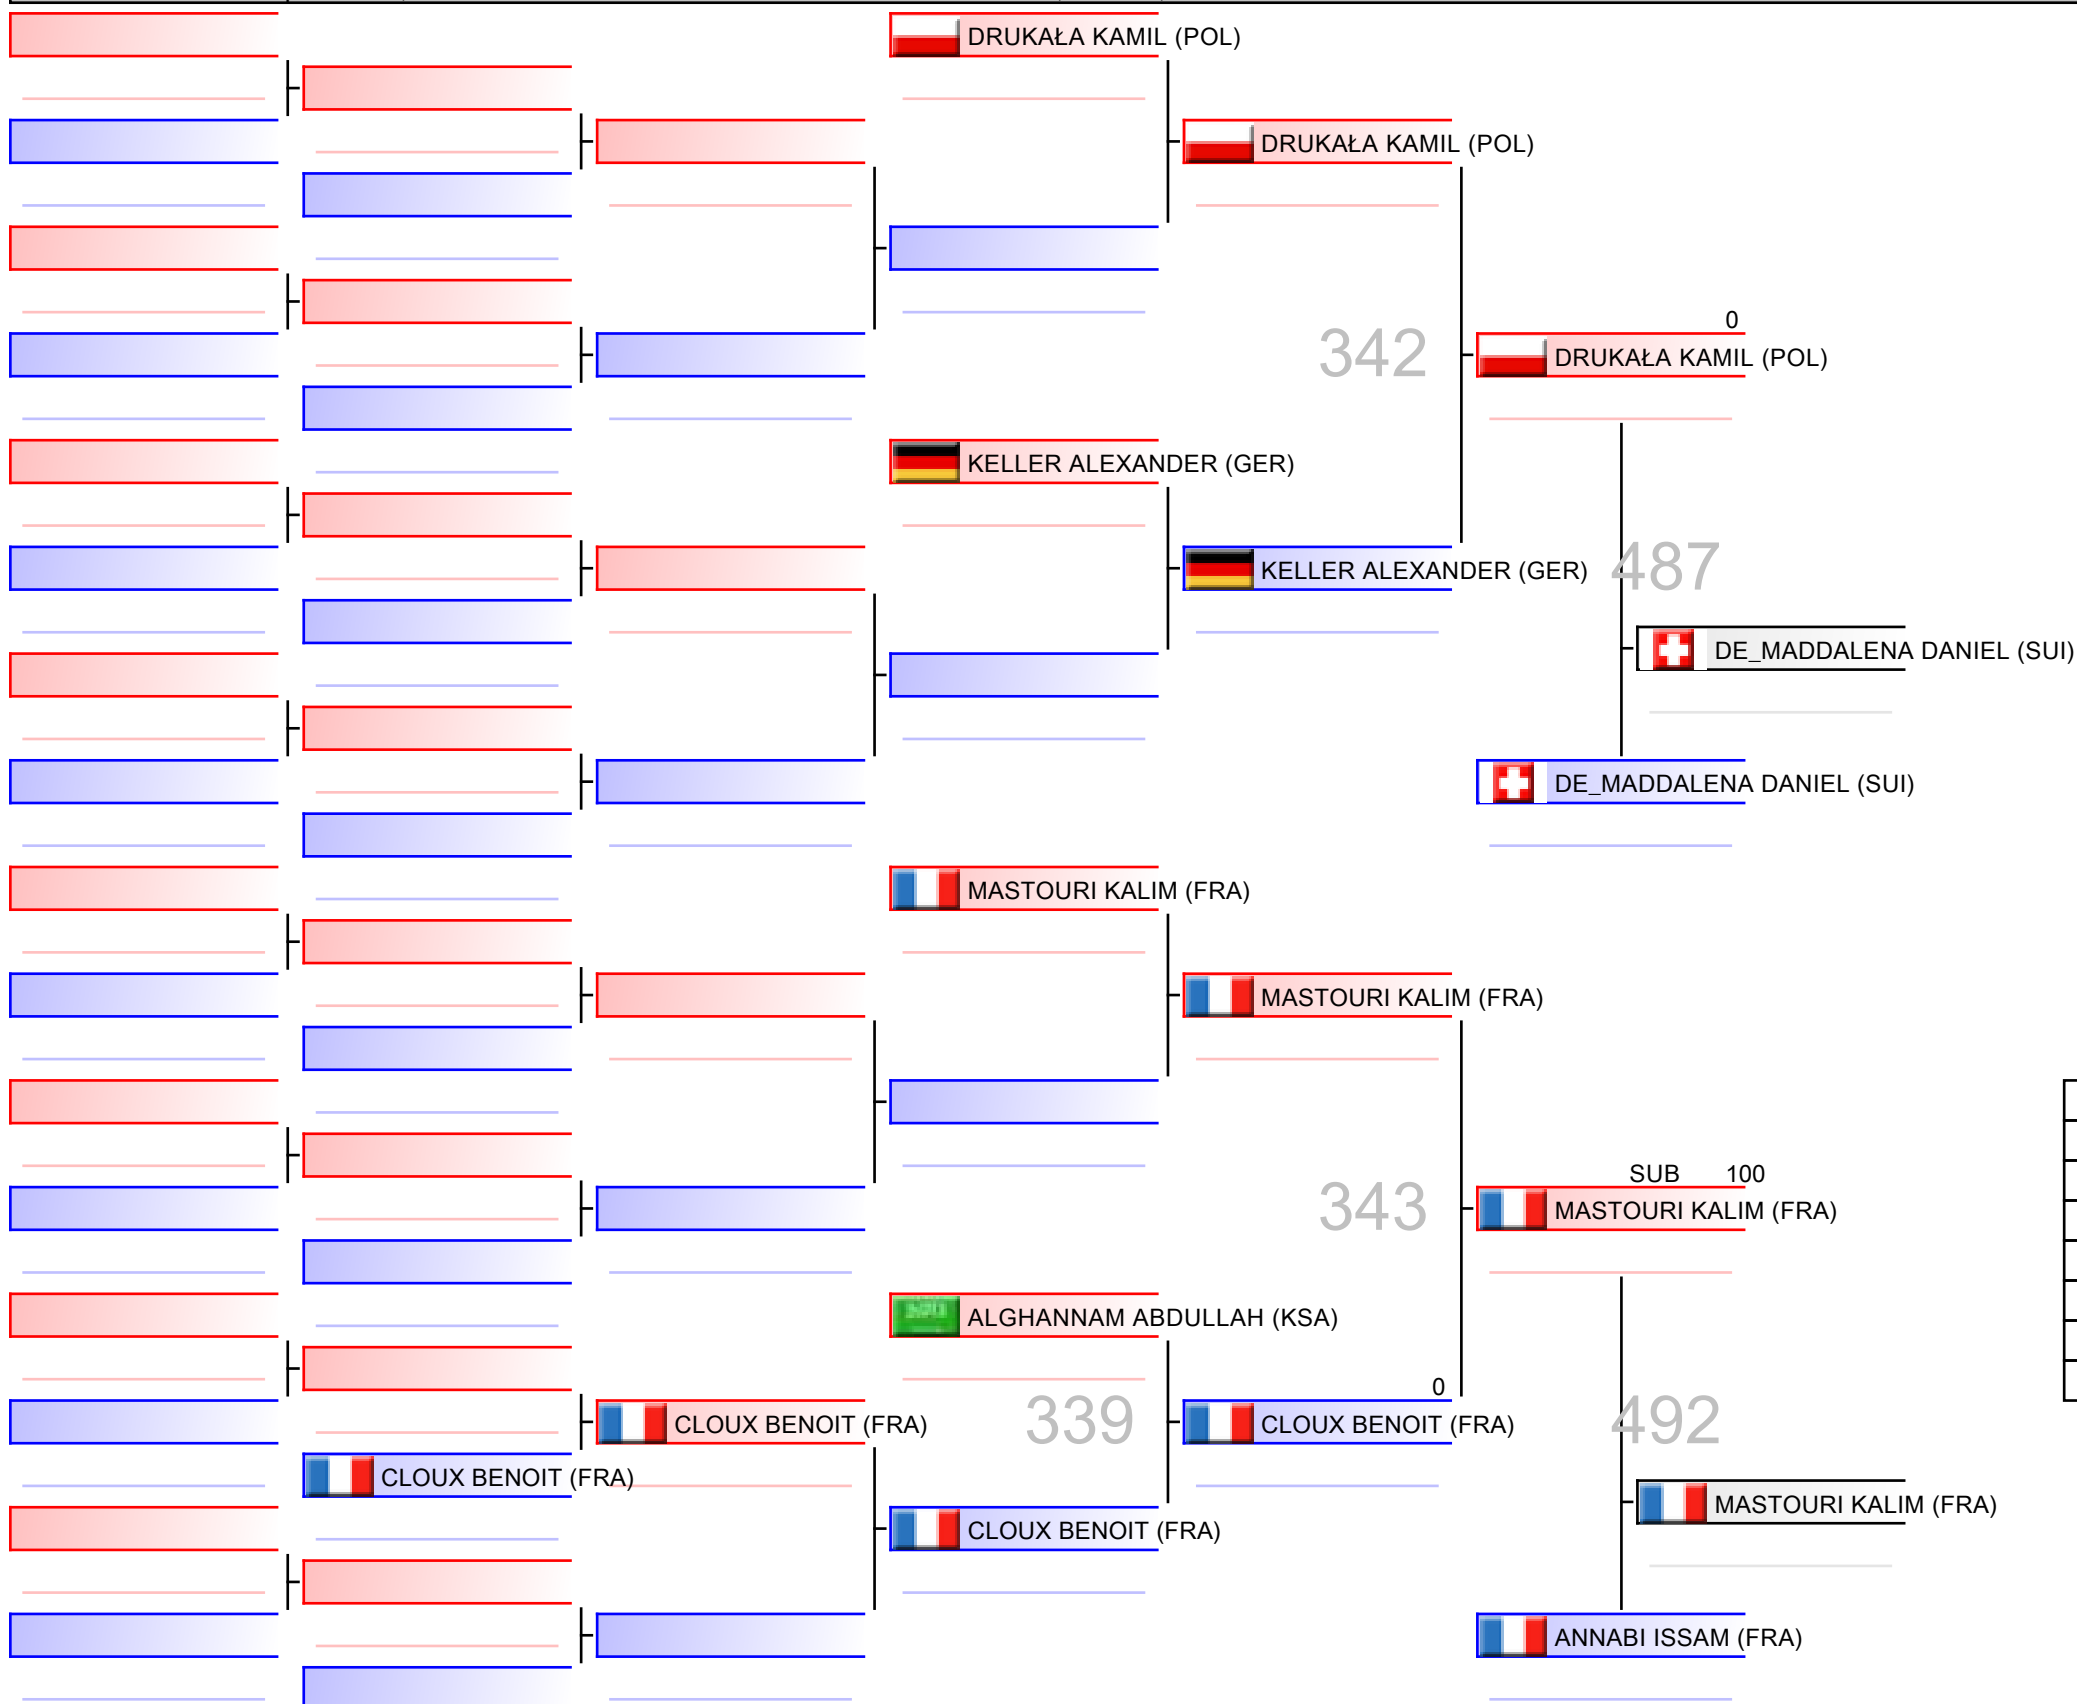 DRUKAŁA KAMIL (POL)
DRUKAŁA KAMIL (POL)
0
342
DRUKAŁA KAMIL (POL)
KELLER ALEXANDER (GER)
KELLER ALEXANDER (GER)
487
DE_MADDALENA DANIEL (SUI)
DE_MADDALENA DANIEL (SUI)
MASTOURI KALIM (FRA)
MASTOURI KALIM (FRA)
SUB 100
343
MASTOURI KALIM (FRA)
ALGHANNAM ABDULLAH (KSA)
0
CLOUX BENOIT (FRA)
339
CLOUX BENOIT (FRA)
492
CLOUX BENOIT (FRA)
MASTOURI KALIM (FRA)
CLOUX BENOIT (FRA)
ANNABI ISSAM (FRA)